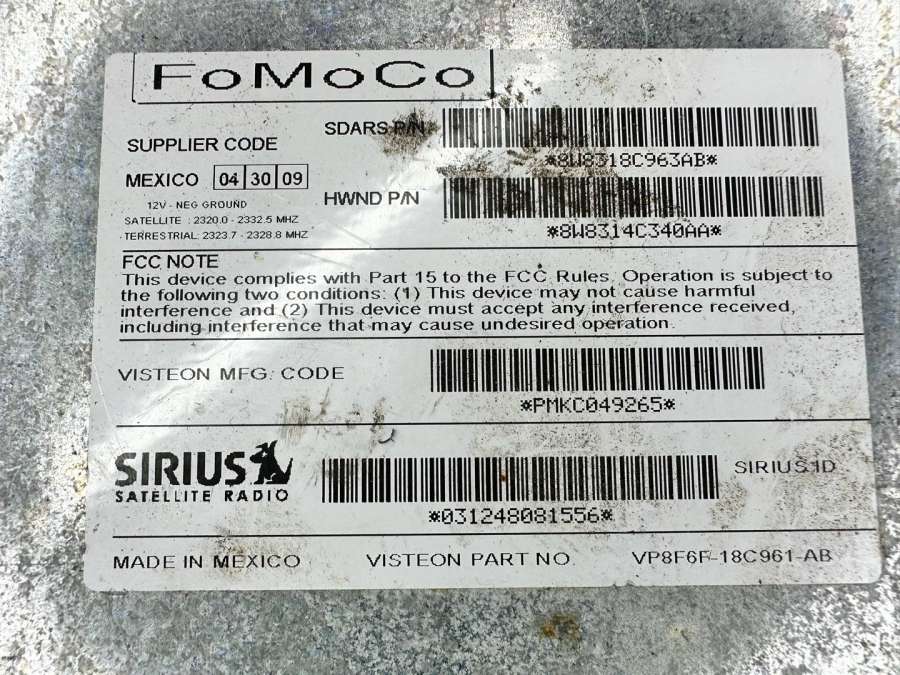 FoMoCo
SUPPLIER CODE
SDARS P/N
*8W8318C963AB*
MEXICO 04 30 09
HWND P/N
*8W8314C340AA*
12V - NEG GROUND
SATELLITE : 2320.0 - 2332.5 MHZ
TERRESTRIAL: 2323.7 - 2328.8 MHZ
FCC NOTE
This device complies with Part 15 to the FCC Rules. Operation is subject to
the following two conditions: (1) This device may not cause harmful
interference and (2) This device must accept any interference received,
including interference that may cause undesired operation.
VISTEON MFG. CODE
*PMKC049265*
SIRIUS
SATELLITE RADIO
SIRIUS ID
*031248081556*
MADE IN MEXICO VISTEON PART NO. VP8F6F-18C961-AB